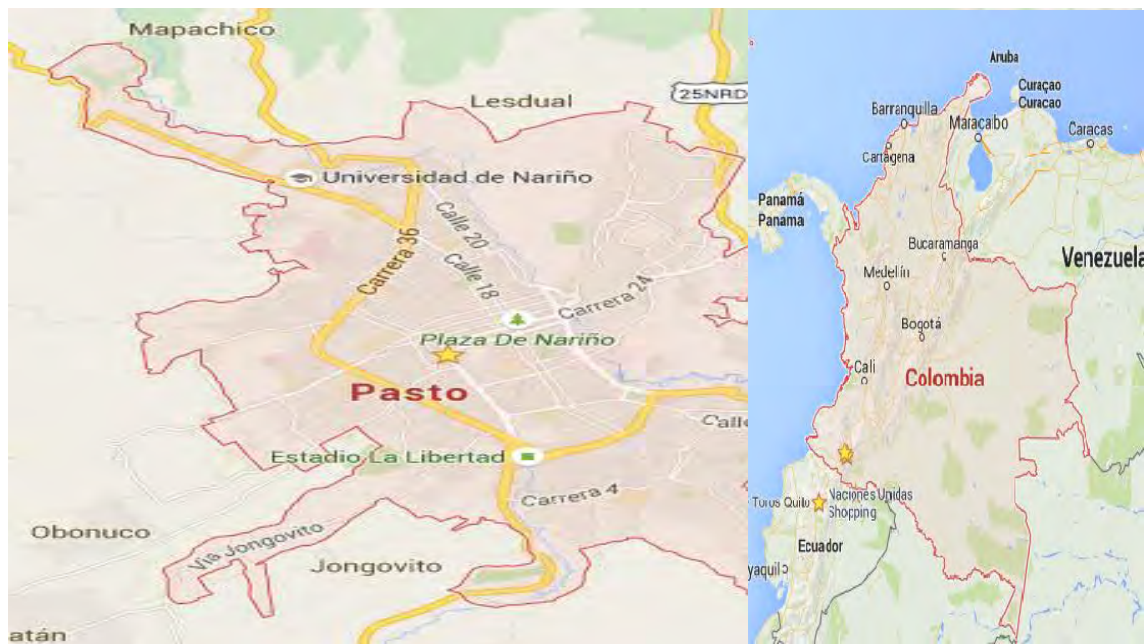 Mapachico
25NRD
Lesdual
Universidad de Nariño
Calle 20
Calle 18
Carrera 36
Carrera 24
Plaza De Nariño
Pasto
Calle
Estadio La Libertad
Carrera 4
Obonuco
Via Jongovito
Jongovito
atán
Aruba
Curaçao
Curacao
Barranquilla
Maracaibo
Caracas
Cartagena
Panamá
Panama
Bucaramanga
Venezuela
Medellín
Bogotá
Cali
Colombia
Toros Quito
Naciones Unidas
Shopping
Ecuador
yaquil